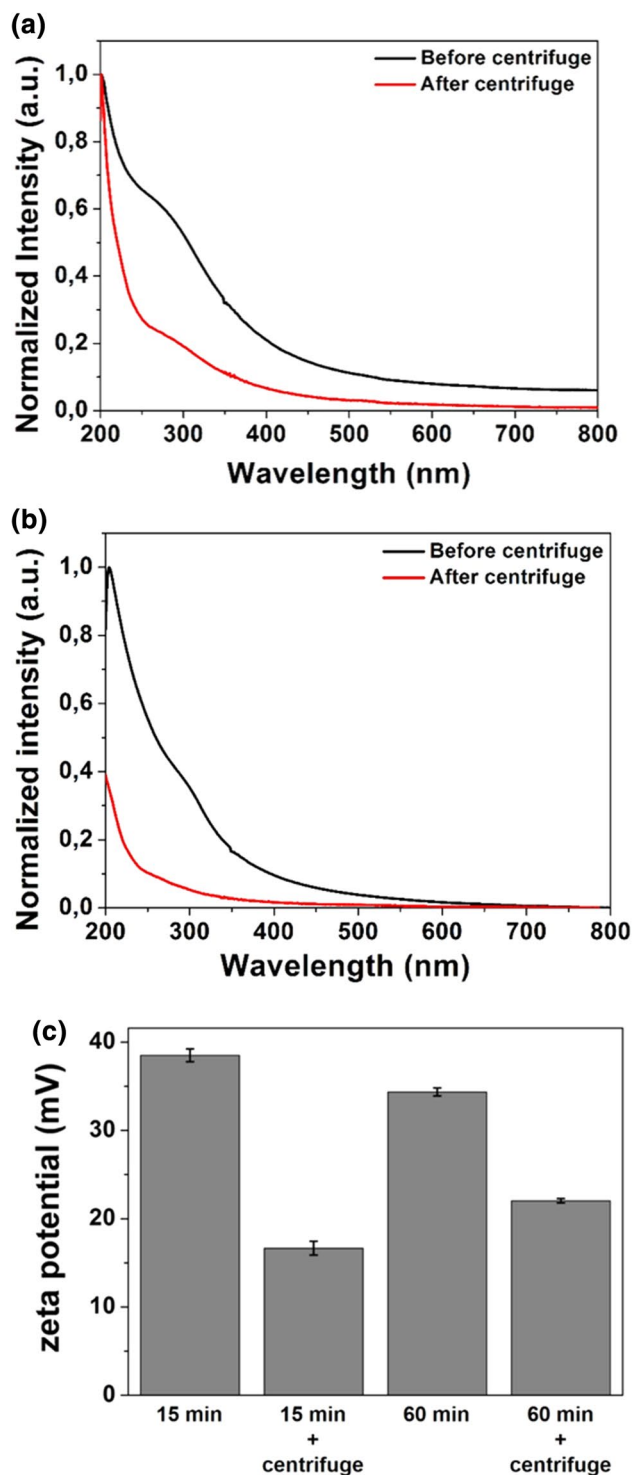 (a)
Before centrifuge
After centrifuge
Normalized Intensity (a.u.)
1,0
0,8
0,6
0,4
0,2
0,0
200 300 400 500 600 700 800
Wavelength (nm)
(b)
Before centrifuge
After centrifuge
Normalized intensity (a.u.)
1,0
0,8
0,6
0,4
0,2
0,0
200 300 400 500 600 700 800
Wavelength (nm)
(c)
zeta potential (mV)
40
30
20
10
0
15 min 15 min 60 min 60 min
+ +
centrifuge centrifuge